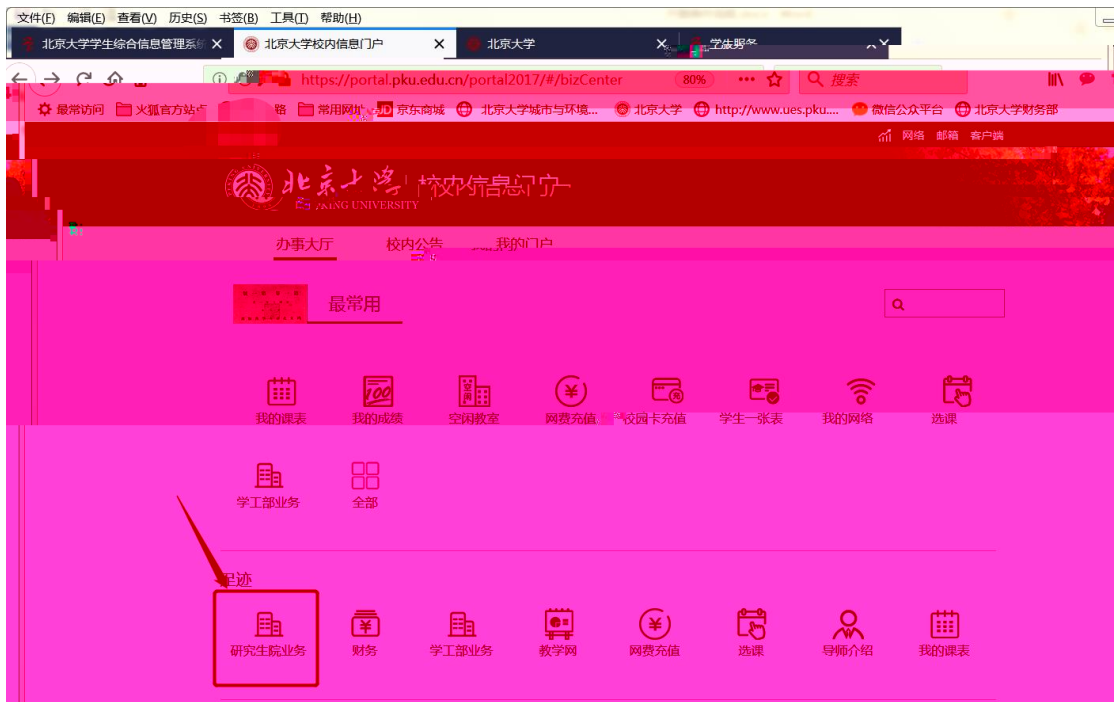 文件(F) 编辑(E) 查看(V) 历史(S) 书签(B) 工具(T) 帮助(H)
北京大学学生综合信息管理系统 北京大学校内信息门户 北京大学
https://portal.pku.edu.cn/portal2017/#/bizCenter 80% 搜索
最常访问 火狐官方站点 常用网址 JD 京东商城 北京大学城市与环境... 北京大学 http://www.ues.pku.... 微信公众平台 北京大学财务部
网络 邮箱 客户端
北京大学 校内信息门户
UNIVERSITY
办事大厅 校内公告 我的门户
最常用
我的课表 我的成绩 空闲教室 网费充值 校园卡充值 学生一张表 我的网络 选课
学工部业务 全部
足迹
研究生院业务 财务 学工部业务 教学网 网费充值 选课 导师介绍 我的课表